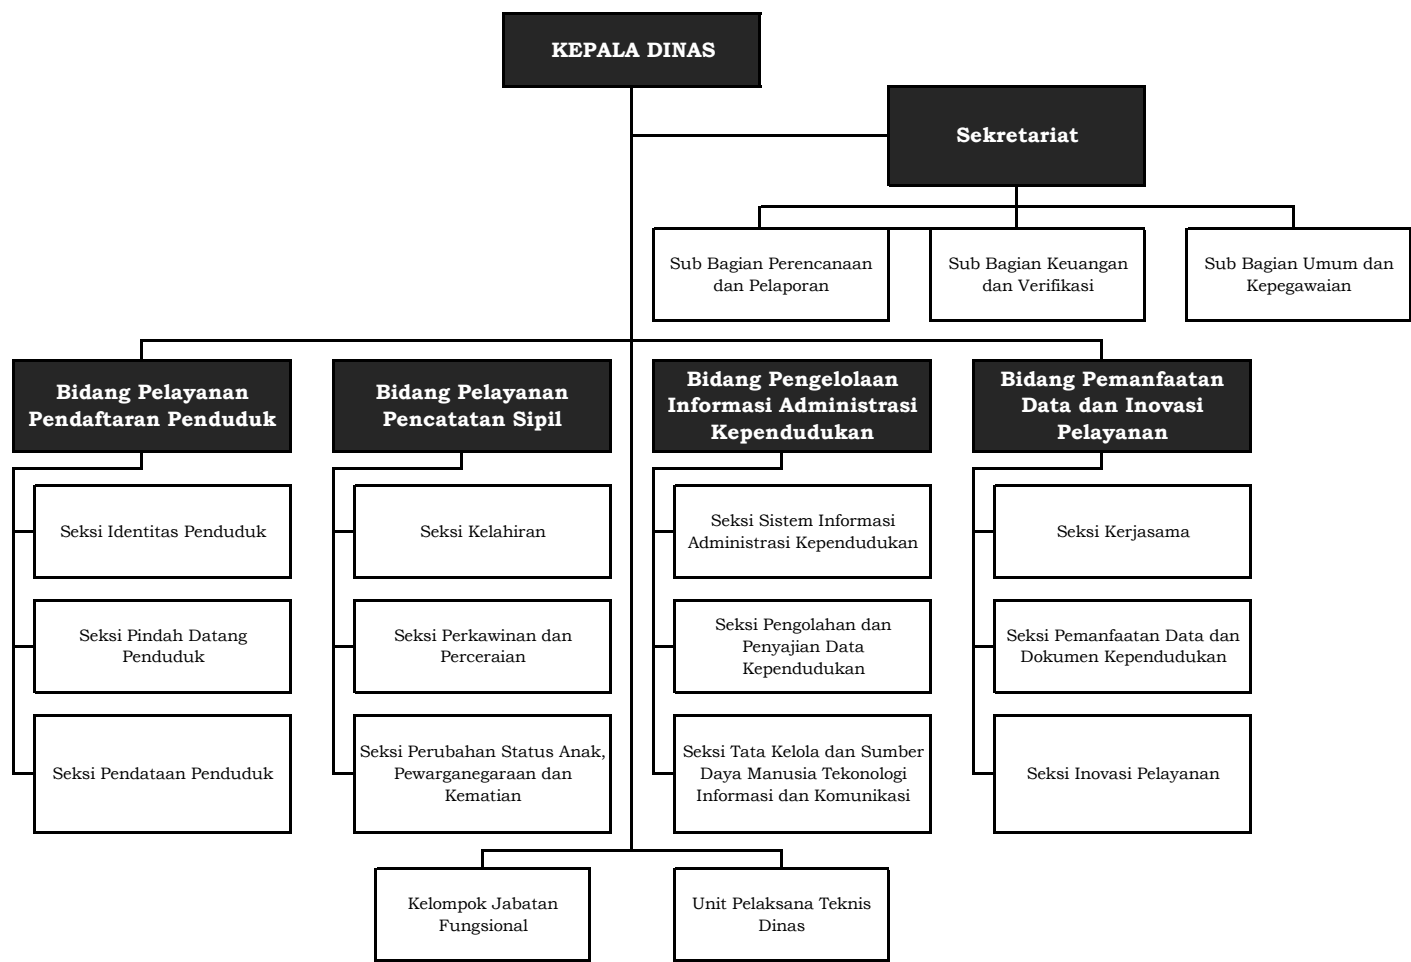 KEPALA DINAS
Sekretariat
Sub Bagian Perencanaan
dan Pelaporan
Sub Bagian Keuangan
dan Verifikasi
Sub Bagian Umum dan
Kepegawaian
Bidang Pelayanan
Pendaftaran Penduduk
Bidang Pelayanan
Pencatatan Sipil
Bidang Pengelolaan
Informasi Administrasi
Kependudukan
Bidang Pemanfaatan
Data dan Inovasi
Pelayanan
Seksi Identitas Penduduk
Seksi Kelahiran
Seksi Sistem Informasi
Administrasi Kependudukan
Seksi Kerjasama
Seksi Pindah Datang
Penduduk
Seksi Perkawinan dan
Perceraian
Seksi Pengolahan dan
Penyajian Data
Kependudukan
Seksi Pemanfaatan Data dan
Dokumen Kependudukan
Seksi Pendataan Penduduk
Seksi Perubahan Status Anak,
Pewarganegaraan dan
Kematian
Seksi Tata Kelola dan Sumber
Daya Manusia Tekonologi
Informasi dan Komunikasi
Seksi Inovasi Pelayanan
Kelompok Jabatan
Fungsional
Unit Pelaksana Teknis
Dinas